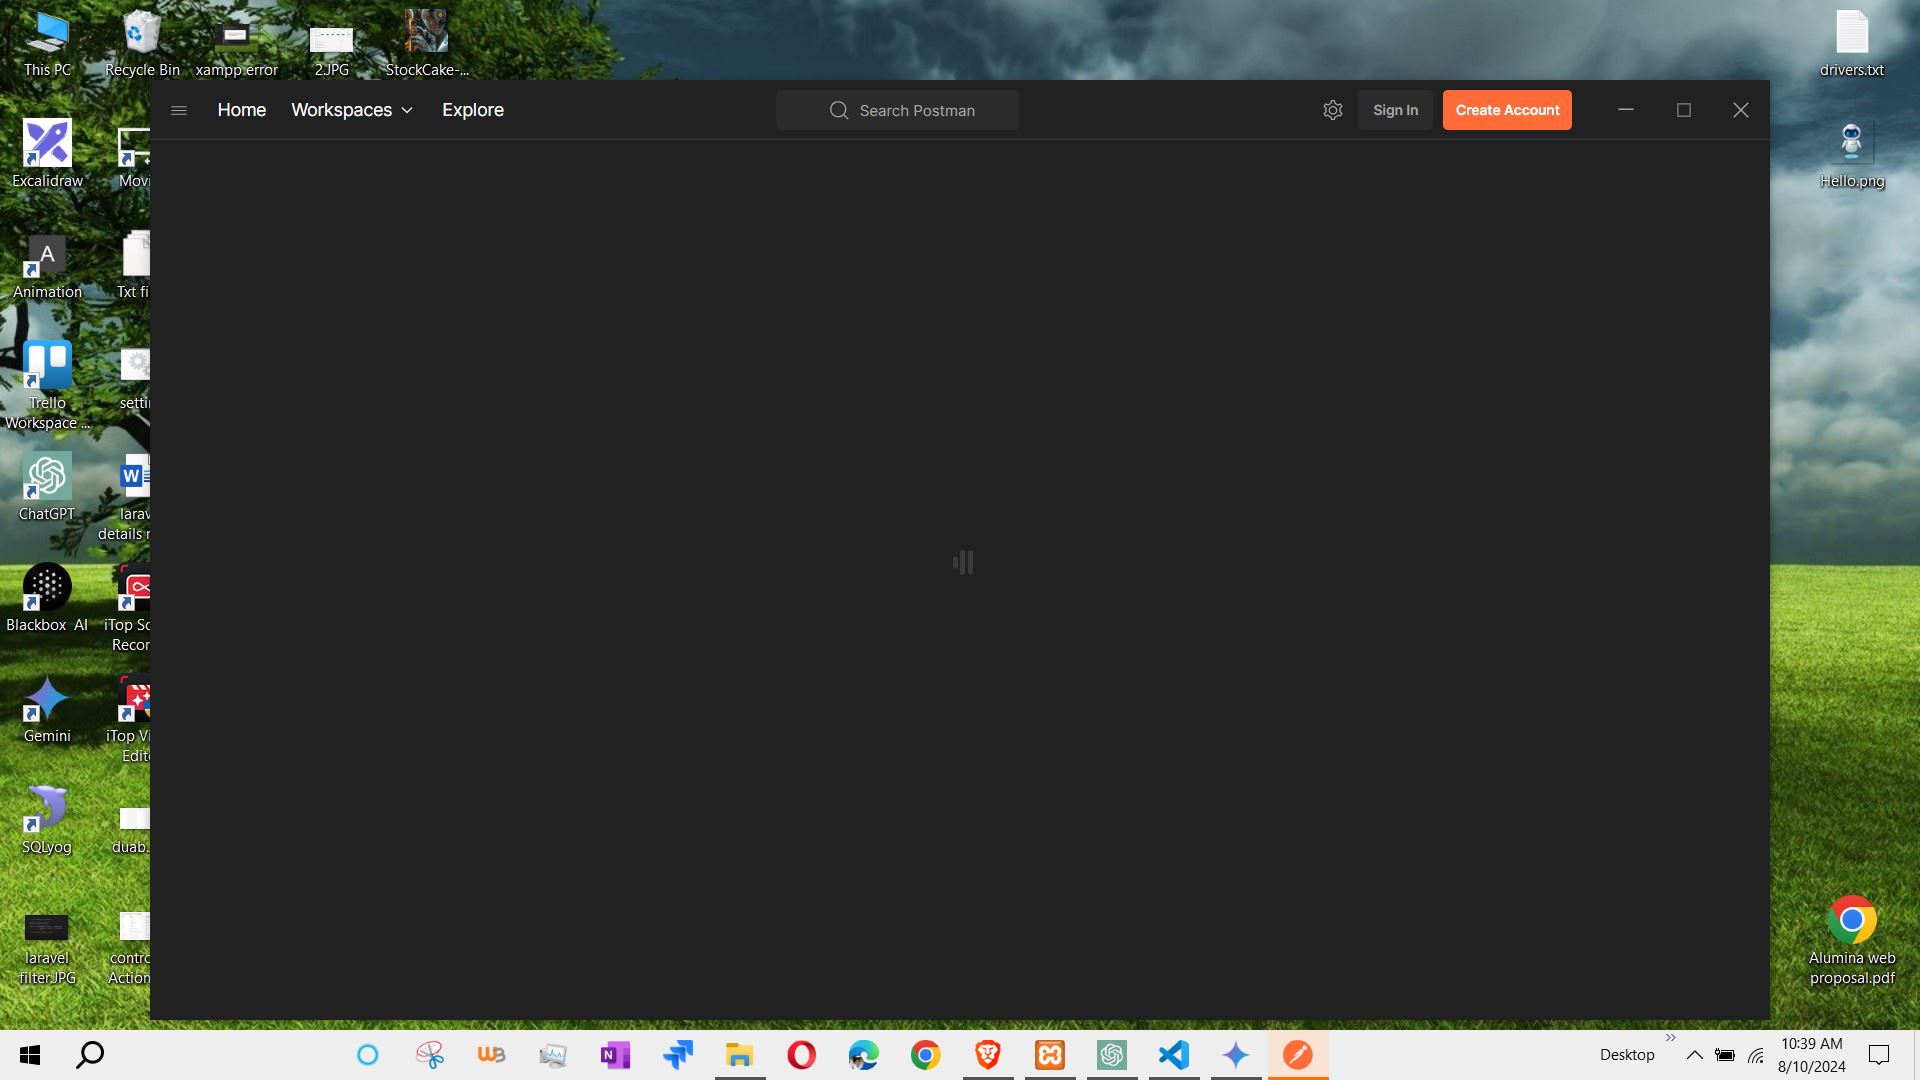 This PC
Recycle Bin
xampp error
2.JPG
StockCake-...
drivers.txt
Home
Workspaces
Explore
Search Postman
Sign In
Create Account
Excalidraw
Movi
Hello.png
A
Animation
Txt fi
Trello
Workspace ...
settin
ChatGPT
W
larav
details r
Blackbox AI
iTop Sc
Recor
Gemini
iTop Vi
Edit
SQLyog
duab.
laravel
filter.JPG
contro
Action
Alumina web
proposal.pdf
N
Desktop
10:39 AM
8/10/2024